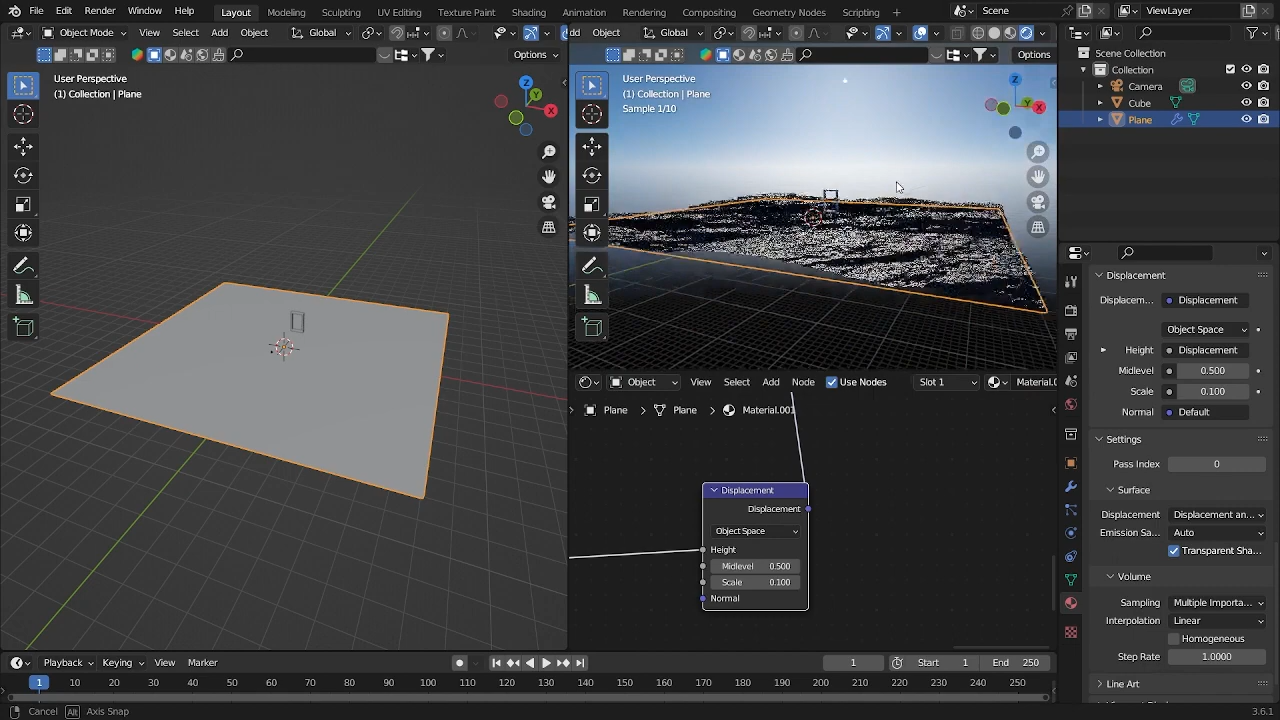 File Edit Render Window Help Layout Modeling Sculpting UV Editing Texture Paint Shading Animation Rendering Compositing Geometry Nodes Scripting + Scene ViewLayer
Object Mode View Select Add Object Global
Object Global
Options
Options
User Perspective
(1) Collection | Plane
Z
Y
X
User Perspective
(1) Collection | Plane
Sample 1/10
Z
Y
X
Scene Collection
Collection
Camera
Cube
Plane
Object View Select Add Node Use Nodes Slot 1 Material.0
Plane > Plane > Material.001
Displacement
Displacement
Object Space
Height
Midlevel 0.500
Scale 0.100
Normal
Displacement
Displacem... Displacement
Object Space
Height Displacement
Midlevel 0.500
Scale 0.100
Normal Default
Settings
Pass Index 0
Surface
Displacement Displacement an...
Emission Sa... Auto
Transparent Sha...
Volume
Sampling Multiple Importa...
Interpolation Linear
Homogeneous
Step Rate 1.0000
Line Art
Playback Keying View Marker 1 Start 1 End 250
1 10 20 30 40 50 60 70 80 90 100 110 120 130 140 150 160 170 180 190 200 210 220 230 240 250
Cancel Alt Axis Snap 3.6.1